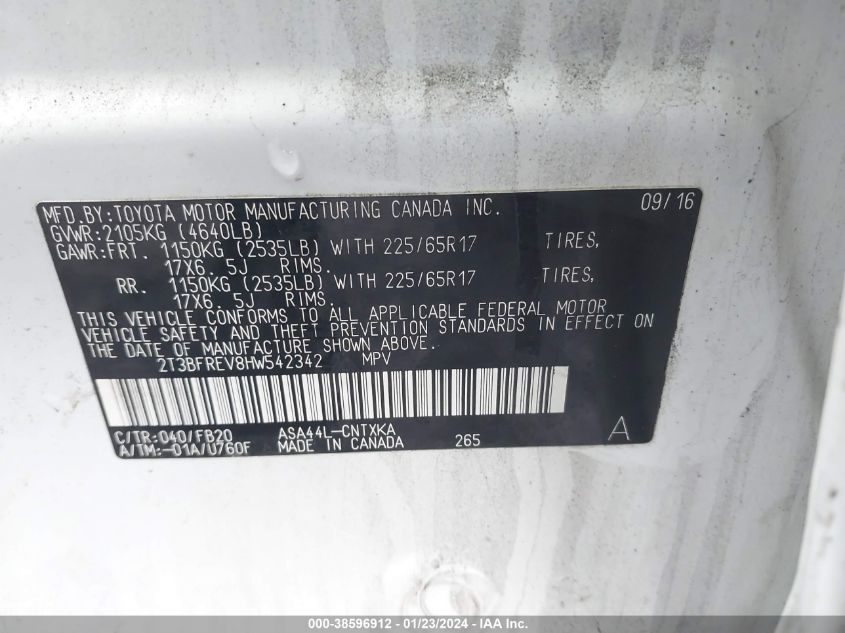 MFD.BY:TOYOTA MOTOR MANUFACTURING CANADA INC. 09/16
GVWR:2105KG (4640LB)
GAWR:FRT. 1150KG (2535LB) WITH 225/65R17 TIRES,
17X6.5J RIMS.
RR. 1150KG (2535LB) WITH 225/65R17 TIRES,
17X6.5J RIMS.
THIS VEHICLE CONFORMS TO ALL APPLICABLE FEDERAL MOTOR
VEHICLE SAFETY AND THEFT PREVENTION STANDARDS IN EFFECT ON
THE DATE OF MANUFACTURE SHOWN ABOVE.
2T3BFREV8HW542342 MPV
C/TR:040/FB20 ASA44L-CNTXKA
A/TM:-01A/U760F MADE IN CANADA 265 A
000-38596912 - 01/23/2024 - IAA Inc.